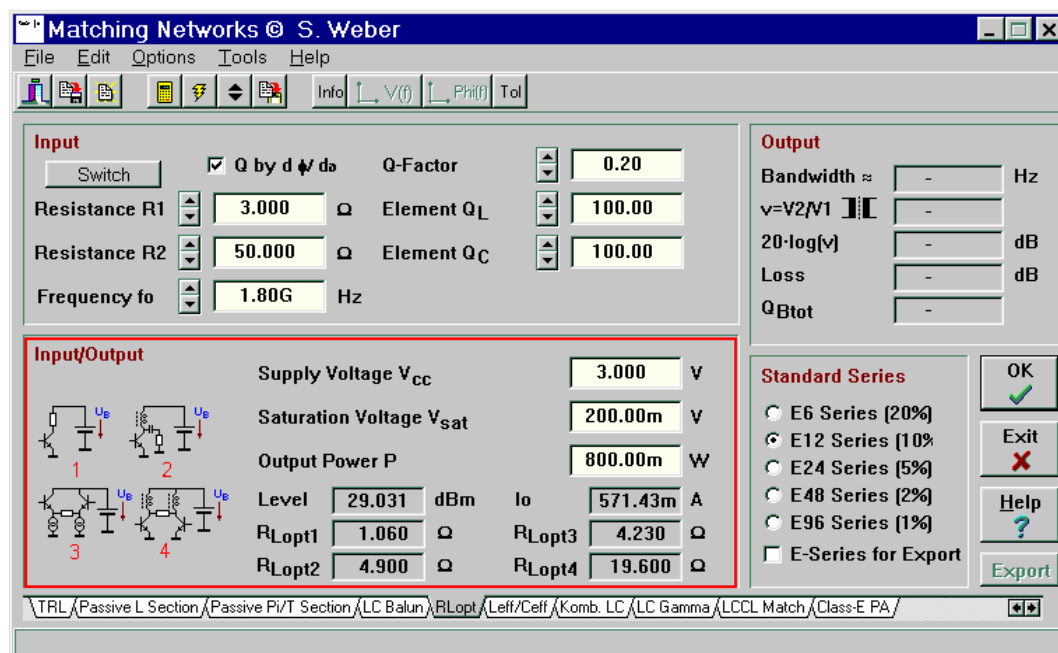 Matching Networks © S. Weber
File Edit Options Tools Help
Info V(f) Phi(f) Tol
Input
Switch
Q by d ϕ/ dω
Q-Factor 0.20
Resistance R1 3.000 Ω Element QL 100.00
Resistance R2 50.000 Ω Element QC 100.00
Frequency fo 1.80G Hz
Output
Bandwidth ≈ - Hz
v=V2/V1 -
20·log(v) - dB
Loss - dB
QBtot -
Input/Output
Supply Voltage VCC 3.000 V
Saturation Voltage Vsat 200.00m V
Output Power P 800.00m W
Level 29.031 dBm Io 571.43m A
RLopt1 1.060 Ω RLopt3 4.230 Ω
RLopt2 4.900 Ω RLopt4 19.600 Ω
UB UB
1 2
UB UB
3 4
Standard Series
E6 Series (20%)
E12 Series (10%
E24 Series (5%)
E48 Series (2%)
E96 Series (1%)
E-Series for Export
OK
Exit
Help
?
Export
TRL Passive L Section Passive Pi/T Section LC Balun RLopt Leff/Ceff Komb. LC LC Gamma LCCL Match Class-E PA